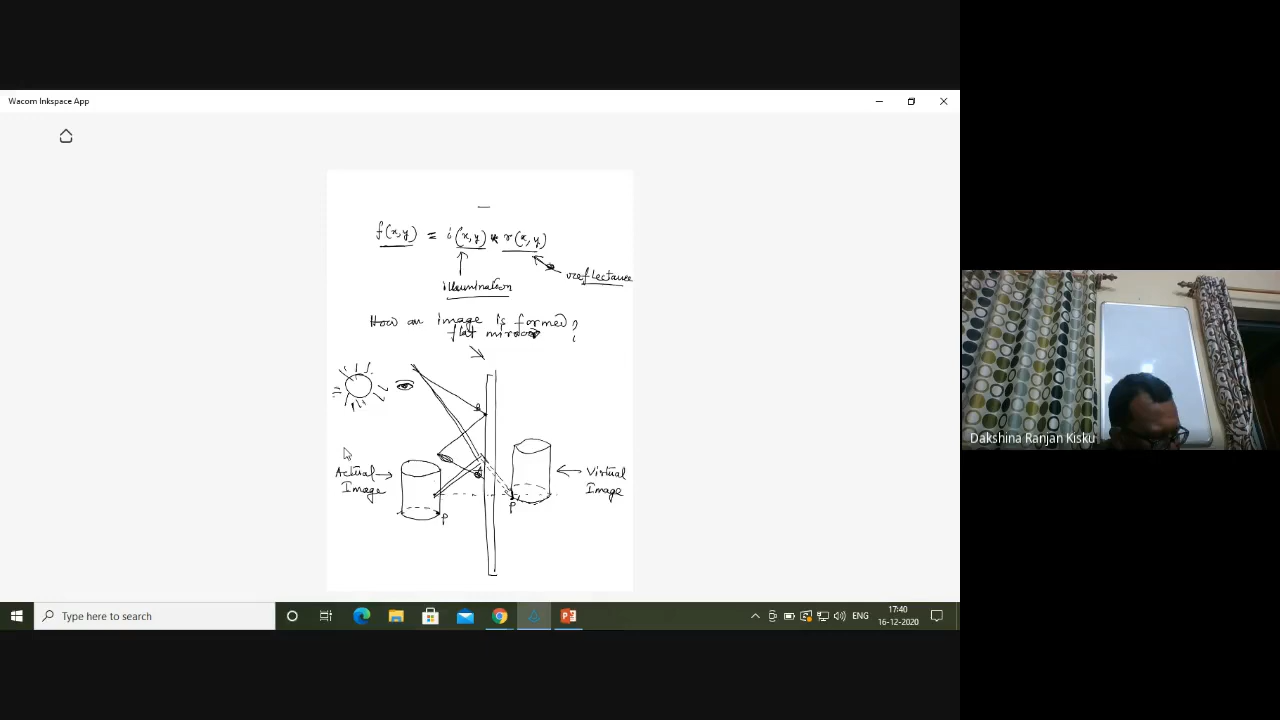 Wacom Inkspace App
f(x,y) = i(x,y) * r(x,y)
reflectance
illumination
How an image is formed?
flat mirror
Actual
Image
Virtual
Image
P
P
Dakshina Ranjan Kisku
Type here to search
ENG
17:40
16-12-2020